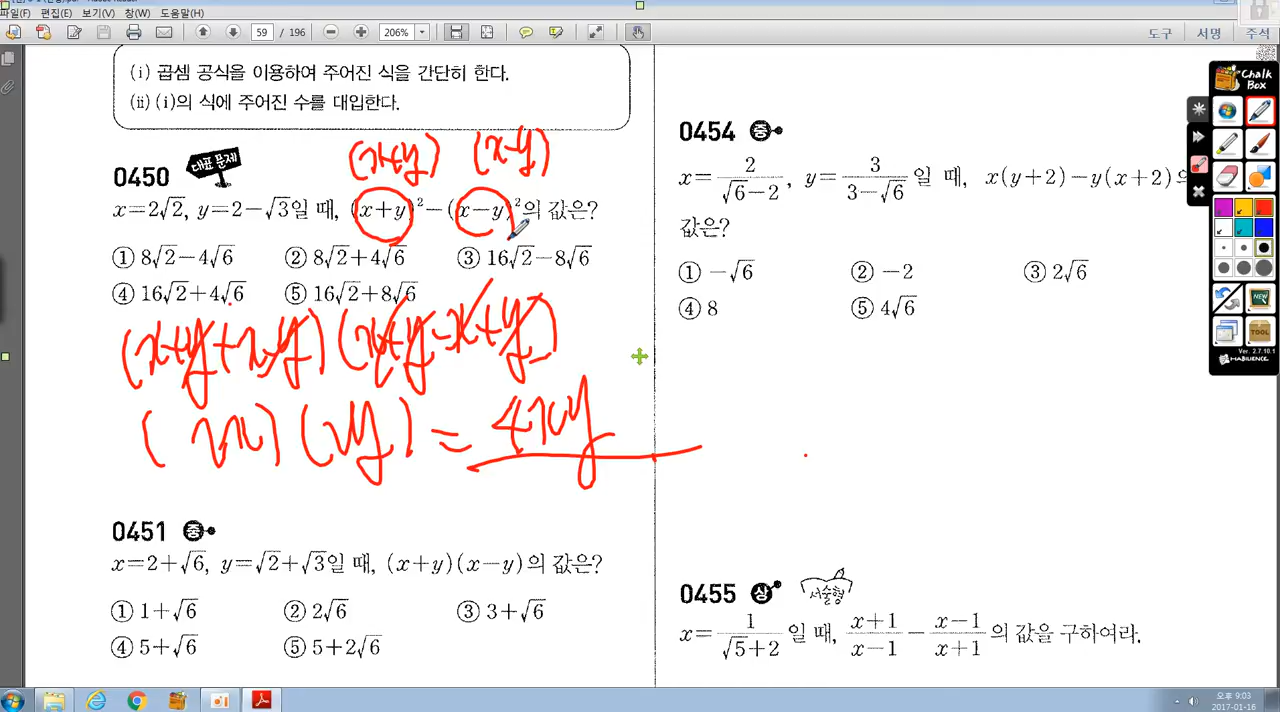 파일(F) 편집(E) 보기(V) 창(W) 도움말(H)
59 / 196 206% 도구 서명 주석
(ⅰ) 곱셈 공식을 이용하여 주어진 식을 간단히 한다.
(ⅱ) (ⅰ)의 식에 주어진 수를 대입한다.
(x+y) (x-y)
0450 대표 문제
x=2√2, y=2-√3일 때, (x+y)²-(x-y)²의 값은?
① 8√2-4√6 ② 8√2+4√6 ③ 16√2-8√6
④ 16√2+4√6 ⑤ 16√2+8√6
(x+y+x-y)(x+y-x+y)
(2x)(2y)=4xy
0451 중
x=2+√6, y=√2+√3일 때, (x+y)(x-y)의 값은?
① 1+√6 ② 2√6 ③ 3+√6
④ 5+√6 ⑤ 5+2√6
0454 중
x=2/(√6-2), y=3/(3-√6)일 때, x(y+2)-y(x+2)의
값은?
① -√6 ② -2 ③ 2√6
④ 8 ⑤ 4√6
0455 상 서술형
x=1/(√5+2)일 때, (x+1)/(x-1)-(x-1)/(x+1)의 값을 구하여라.
Chalk
Box
NEW
TOOL
Ver. 2.7.10.1
MABILIENCE
오후 9:03
2017-01-16